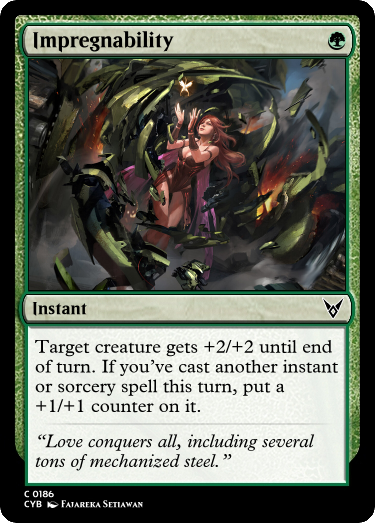 Impregnability
Instant
Target creature gets +2/+2 until end
of turn. If you've cast another instant
or sorcery spell this turn, put a
+1/+1 counter on it.
“Love conquers all, including several
tons of mechanized steel.”
C 0186
CYB Fajareka Setiawan